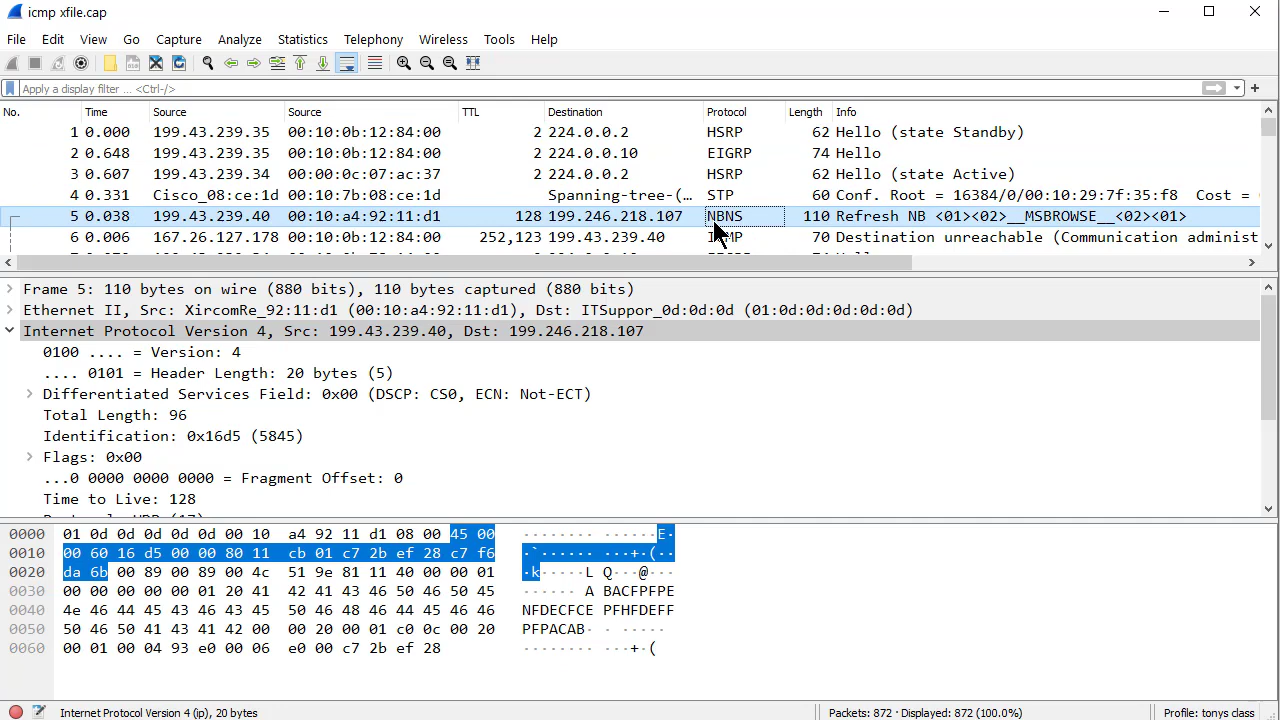 icmp xfile.cap
File Edit View Go Capture Analyze Statistics Telephony Wireless Tools Help
Apply a display filter ... <Ctrl-/>
No. Time Source Source TTL Destination Protocol Length Info
1 0.000 199.43.239.35 00:10:0b:12:84:00 2 224.0.0.2 HSRP 62 Hello (state Standby)
2 0.648 199.43.239.35 00:10:0b:12:84:00 2 224.0.0.10 EIGRP 74 Hello
3 0.607 199.43.239.34 00:00:0c:07:ac:37 2 224.0.0.2 HSRP 62 Hello (state Active)
4 0.331 Cisco_08:ce:1d 00:10:7b:08:ce:1d Spanning-tree-(… STP 60 Conf. Root = 16384/0/00:10:29:7f:35:f8 Cost =
5 0.038 199.43.239.40 00:10:a4:92:11:d1 128 199.246.218.107 NBNS 110 Refresh NB <01><02>__MSBROWSE__<02><01>
6 0.006 167.26.127.178 00:10:0b:12:84:00 252,123 199.43.239.40 ICMP 70 Destination unreachable (Communication administ
Frame 5: 110 bytes on wire (880 bits), 110 bytes captured (880 bits)
Ethernet II, Src: XircomRe_92:11:d1 (00:10:a4:92:11:d1), Dst: ITSuppor_0d:0d:0d (01:0d:0d:0d:0d:0d)
Internet Protocol Version 4, Src: 199.43.239.40, Dst: 199.246.218.107
0100 .... = Version: 4
.... 0101 = Header Length: 20 bytes (5)
Differentiated Services Field: 0x00 (DSCP: CS0, ECN: Not-ECT)
Total Length: 96
Identification: 0x16d5 (5845)
Flags: 0x00
...0 0000 0000 0000 = Fragment Offset: 0
Time to Live: 128
0000 01 0d 0d 0d 0d 0d 00 10 a4 92 11 d1 08 00 45 00 ········ ······E·
0010 00 60 16 d5 00 00 80 11 cb 01 c7 2b ef 28 c7 f6 ·`······ ···+·(··
0020 da 6b 00 89 00 89 00 4c 51 9e 81 11 40 00 00 01 ·k·····L Q···@···
0030 00 00 00 00 00 01 20 41 42 41 43 46 50 46 50 45 ······ A BACFPFPE
0040 4e 46 44 45 43 46 43 45 50 46 48 46 44 45 46 46 NFDECFCE PFHFDEFF
0050 50 46 50 41 43 41 42 00 00 20 00 01 c0 0c 00 20 PFPACAB· · ·····
0060 00 01 00 04 93 e0 00 06 e0 00 c7 2b ef 28 ········ ···+·(
Internet Protocol Version 4 (ip), 20 bytes Packets: 872 · Displayed: 872 (100.0%) Profile: tonys class